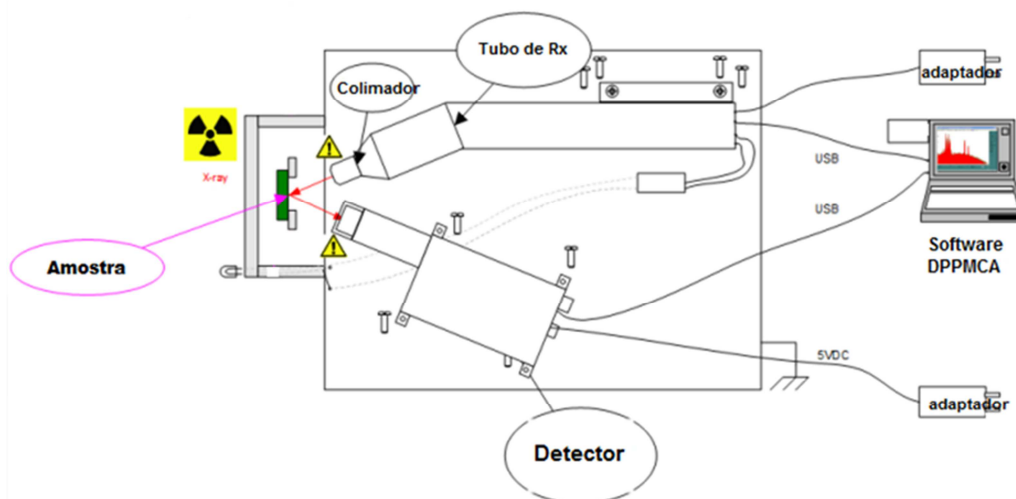 Tubo de Rx
Colimador
adaptador
X-ray
USB
USB
Software
DPPMCA
Amostra
5VDC
adaptador
Detector